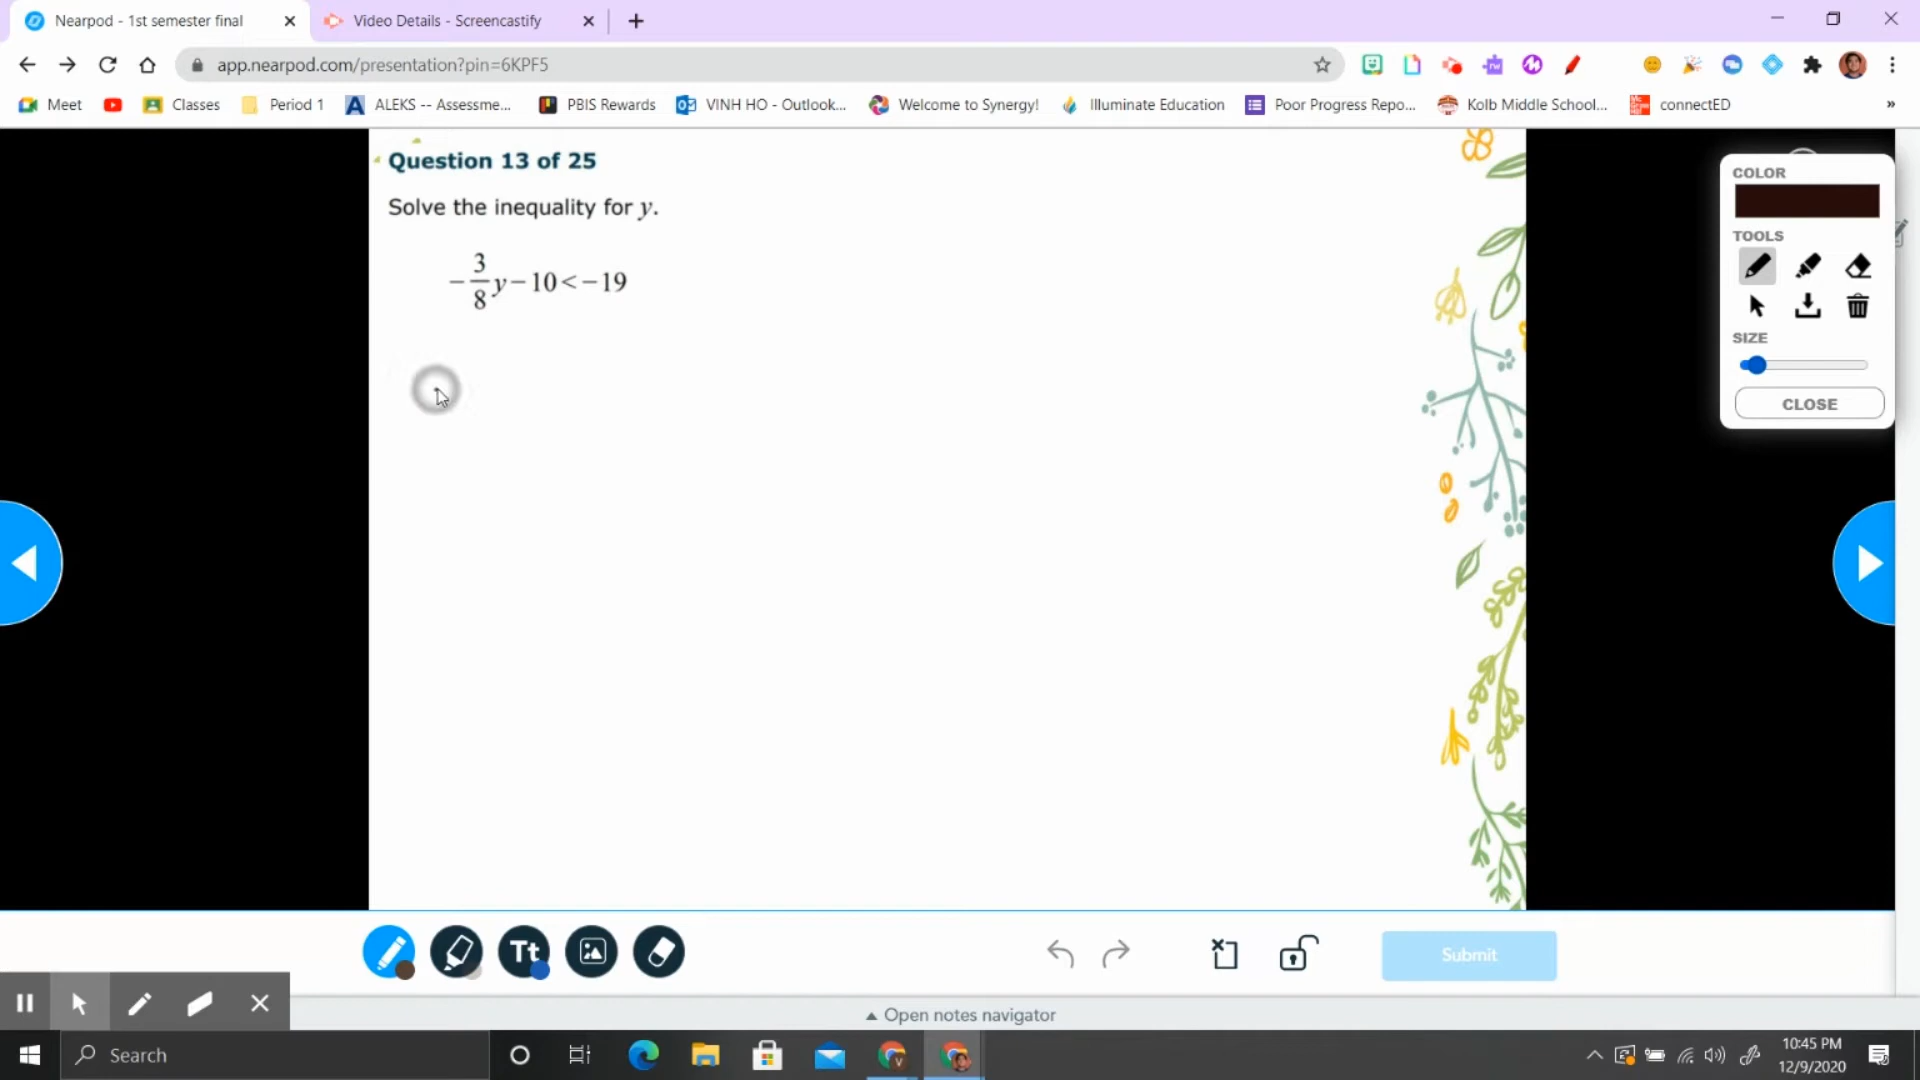 Nearpod - 1st semester final
Video Details - Screencastify
app.nearpod.com/presentation?pin=6KPF5
Meet
Classes
Period 1
ALEKS -- Assessme...
PBIS Rewards
VINH HO - Outlook...
Welcome to Synergy!
Illuminate Education
Poor Progress Repo...
Kolb Middle School...
connectED
»
Question 13 of 25
Solve the inequality for y.
-3/8 y-10<-19
COLOR
TOOLS
SIZE
CLOSE
Tt
Submit
Open notes navigator
Search
10:45 PM
12/9/2020